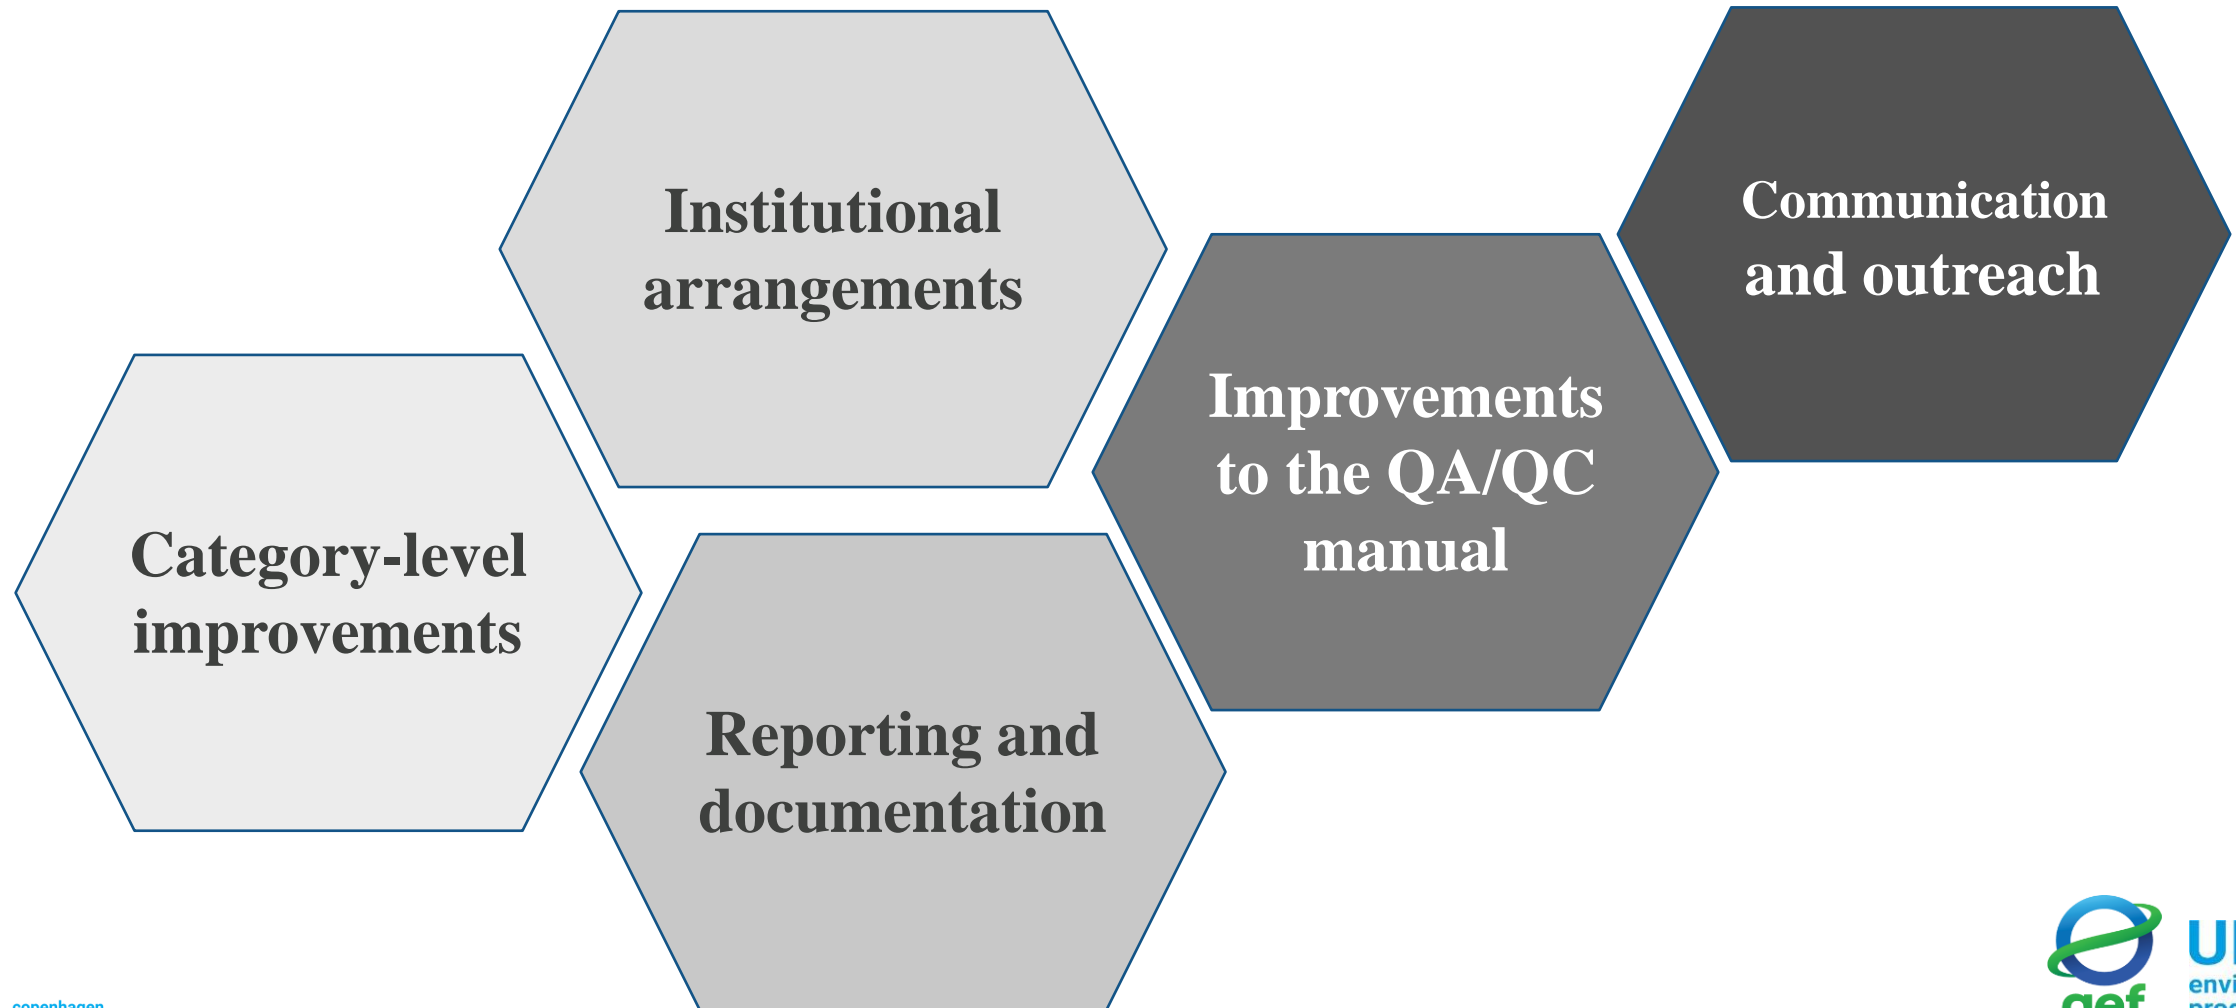 Category-level
improvements
Institutional
arrangements
Reporting and
documentation
Improvements
to the QA/QC
manual
Communication
and outreach
copenhagen
gef